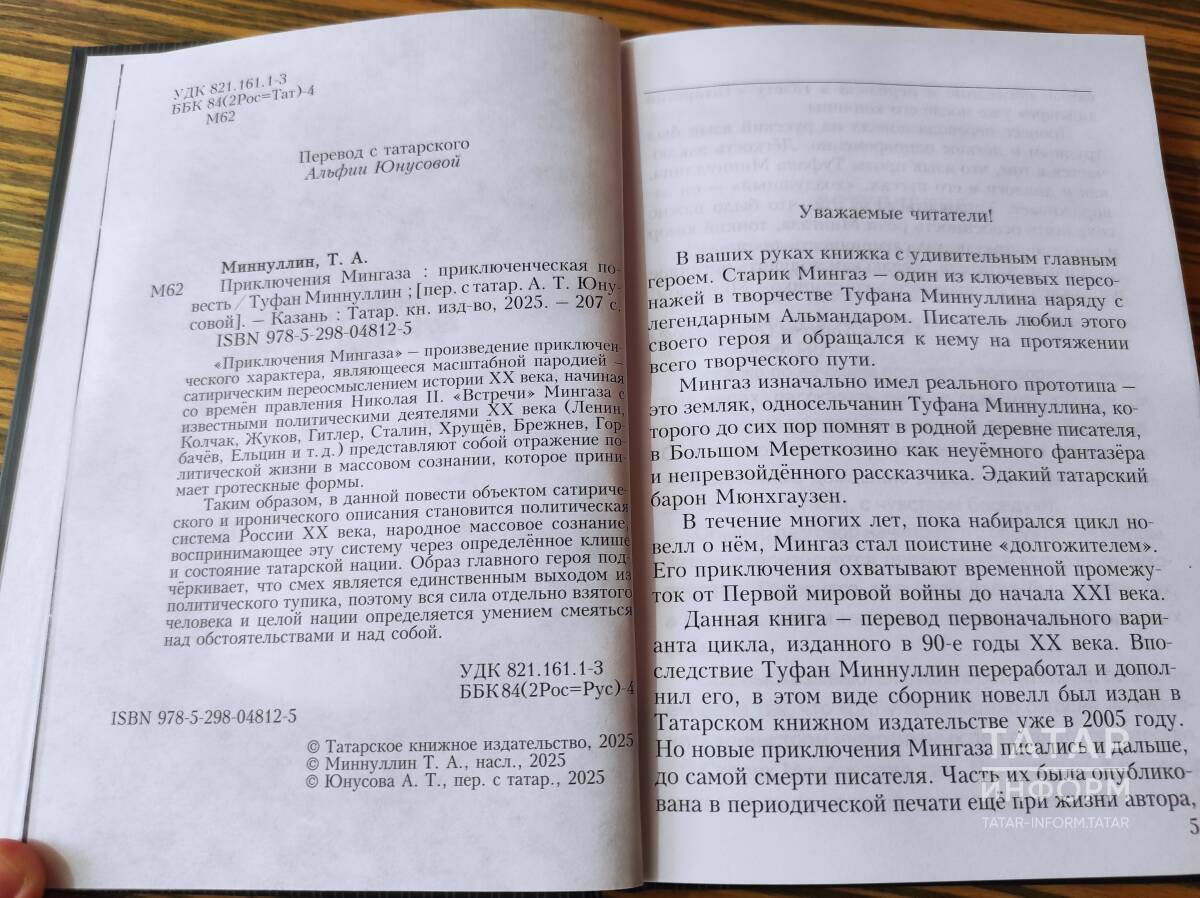 УДК 821.161.1-3
ББК 84(2Рос=Тат)-4
М62
Перевод с татарского
Альфии Юнусовой
Миннуллин, Т. А.
М62 Приключения Мингаза : приключенческая по-
весть / Туфан Миннуллин ; [пер. с татар. А. Т. Юну-
совой]. – Казань : Татар. кн. изд-во, 2025. – 207 с.
ISBN 978-5-298-04812-5
«Приключения Мингаза» – произведение приключен-
ческого характера, являющееся масштабной пародией –
сатирическим переосмыслением истории XX века, начиная
со времён правления Николая II. «Встречи» Мингаза с
известными политическими деятелями XX века (Ленин,
Колчак, Жуков, Гитлер, Сталин, Хрущёв, Брежнев, Гор-
бачёв, Ельцин и т. д.) представляют собой отражение по-
литической жизни в массовом сознании, которое прини-
мает гротескные формы.
Таким образом, в данной повести объектом сатириче-
ского и иронического описания становится политическая
система России XX века, народное массовое сознание,
воспринимающее эту систему через определённое клише
и состояние татарской нации. Образ главного героя под-
чёркивает, что смех является единственным выходом из
политического тупика, поэтому вся сила отдельно взятого
человека и целой нации определяется умением смеяться
над обстоятельствами и над собой.
УДК 821.161.1-3
ББК 84(2Рос=Рус)-4
ISBN 978-5-298-04812-5
© Татарское книжное издательство, 2025
© Миннуллин Т. А., насл., 2025
© Юнусова А. Т., пер. с татар., 2025
Уважаемые читатели!
В ваших руках книжка с удивительным главным
героем. Старик Мингаз – один из ключевых персо-
нажей в творчестве Туфана Миннуллина наряду с
легендарным Альмандаром. Писатель любил этого
своего героя и обращался к нему на протяжении
всего творческого пути.
Мингаз изначально имел реального прототипа –
это земляк, односельчанин Туфана Миннуллина, ко-
торого до сих пор помнят в родной деревне писателя,
в Большом Мереткозино как неуёмного фантазёра
и непревзойдённого рассказчика. Эдакий татарский
барон Мюнхгаузен.
В течение многих лет, пока набирался цикл но-
велл о нём, Мингаз стал поистине «долгожителем».
Его приключения охватывают временной промежу-
ток от Первой мировой войны до начала XXI века.
Данная книга – перевод первоначального вари-
анта цикла, изданного в 90-е годы XX века. Впо-
следствие Туфан Миннуллин переработал и допол-
нил его, в этом виде сборник новелл был издан в
Татарском книжном издательстве уже в 2005 году.
Но новые приключения Мингаза писались и дальше,
до самой смерти писателя. Часть их была опублико-
вана в периодической печати ещё при жизни автора,
5
ТАТАР
ИНФОРМ
TATAR-INFORM.TATAR